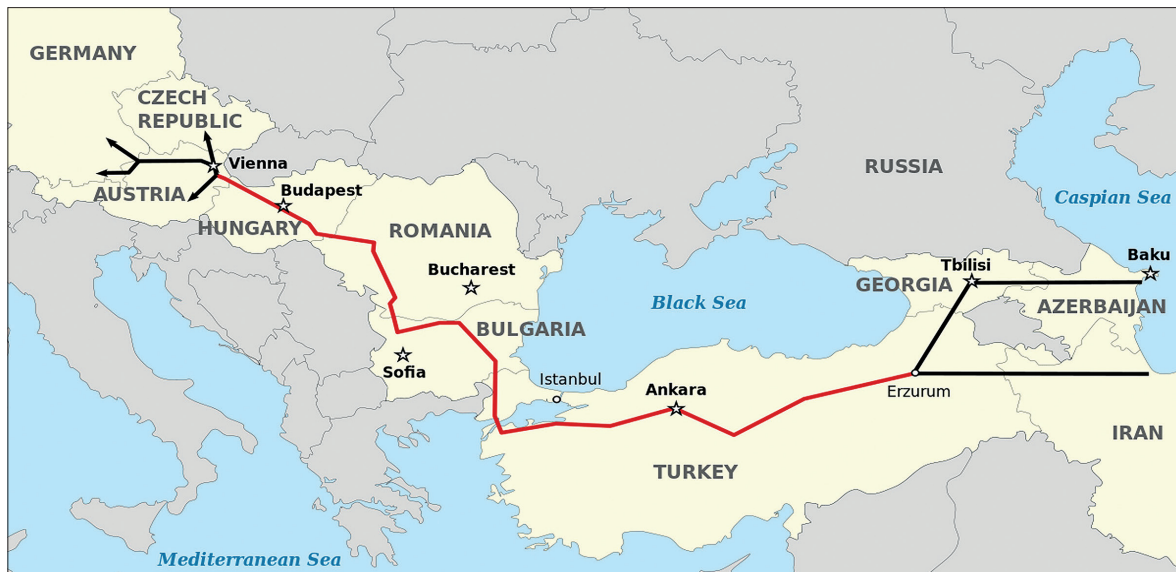 GERMANY
CZECH
REPUBLIC
Vienna
AUSTRIA
Budapest
HUNGARY
ROMANIA
Bucharest
BULGARIA
Sofia
Istanbul
Ankara
TURKEY
Black Sea
RUSSIA
Caspian Sea
Tbilisi
GEORGIA
Baku
AZERBAIJAN
Erzurum
IRAN
Mediterranean Sea